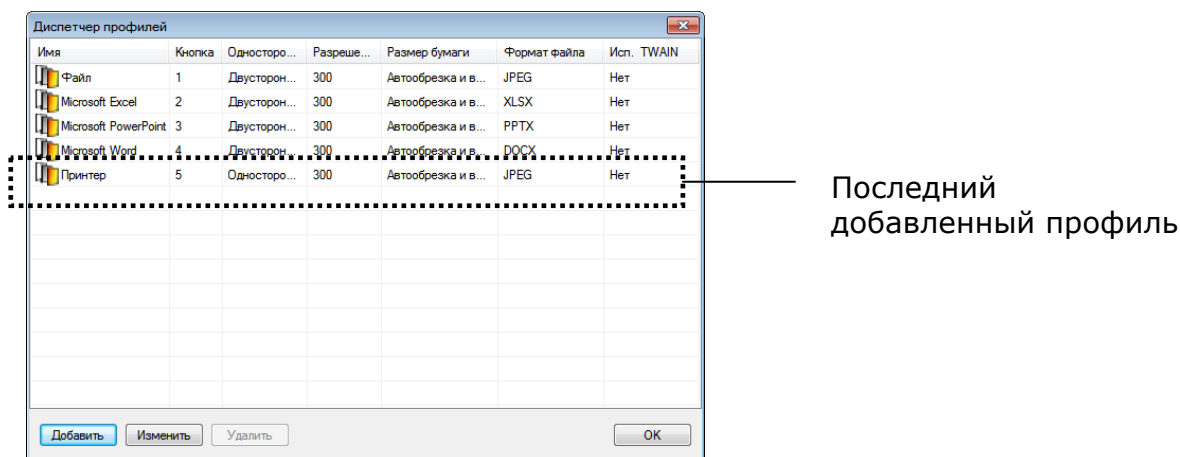 Диспетчер профилей
Имя Кнопка Односторо... Разреше... Размер бумаги Формат файла Исп. TWAIN
Файл 1 Двусторон... 300 Автообрезка и в... JPEG Нет
Microsoft Excel 2 Двусторон... 300 Автообрезка и в... XLSX Нет
Microsoft PowerPoint 3 Двусторон... 300 Автообрезка и в... PPTX Нет
Microsoft Word 4 Двусторон... 300 Автообрезка и в... DOCX Нет
Принтер 5 Односторо... 300 Автообрезка и в... JPEG Нет
Последний
добавленный профиль
Добавить Изменить Удалить OK